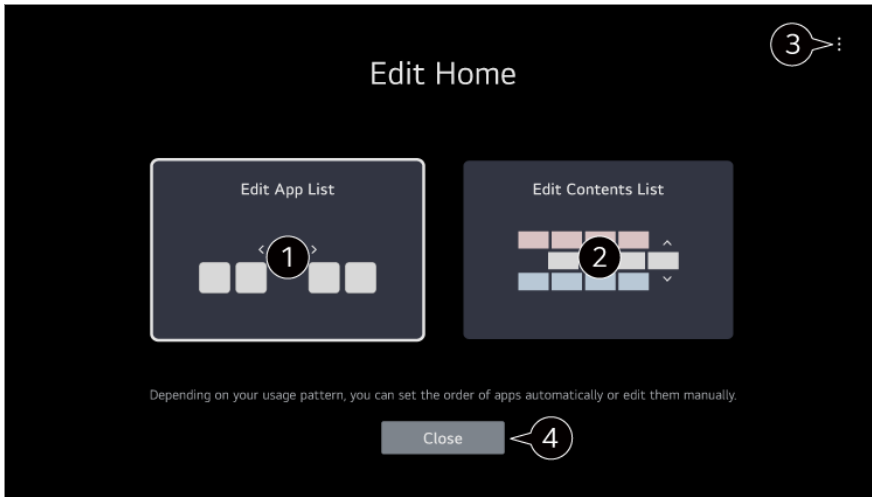 3
Edit Home
Edit App List
Edit Contents List
1
2
Depending on your usage pattern, you can set the order of apps automatically or edit them manually.
Close
4